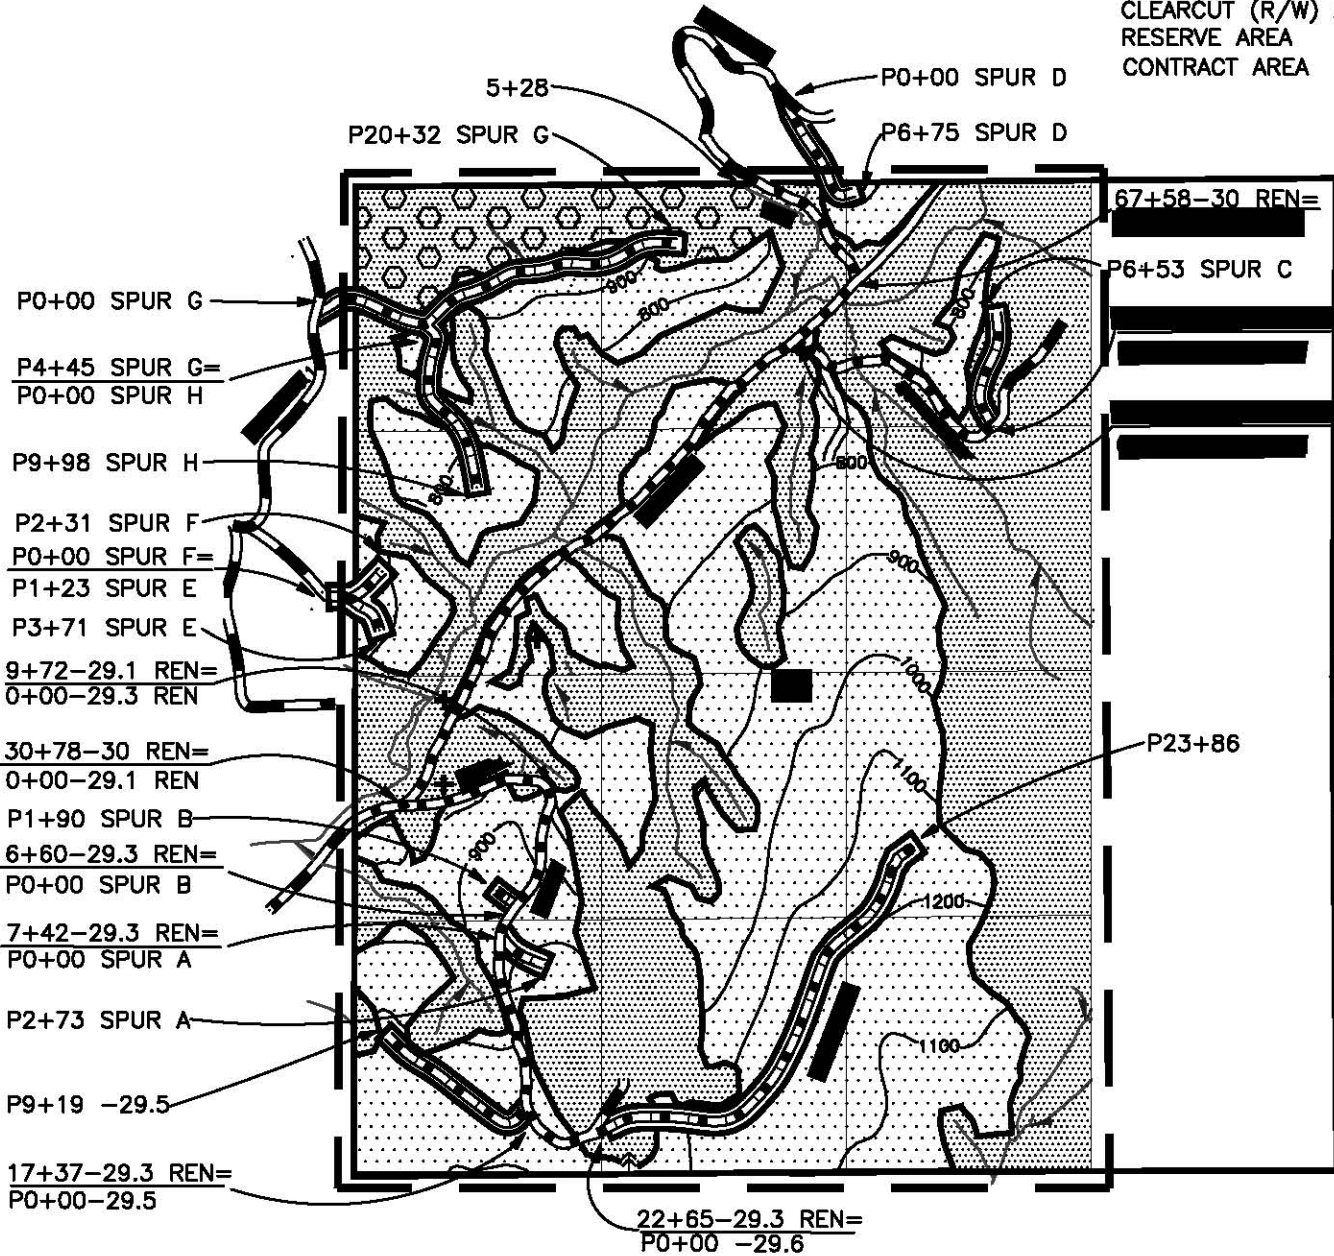 CLEARCUT (R/W)
RESERVE AREA
CONTRACT AREA
P0+00 SPUR D
5+28
P20+32 SPUR G
P6+75 SPUR D
67+58-30 REN=
P6+53 SPUR C
P0+00 SPUR G
P4+45 SPUR G=
P0+00 SPUR H
P9+98 SPUR H
P2+31 SPUR F
P0+00 SPUR F=
P1+23 SPUR E
P3+71 SPUR E
9+72-29.1 REN=
0+00-29.3 REN
30+78-30 REN=
0+00-29.1 REN
P1+90 SPUR B
6+60-29.3 REN=
P0+00 SPUR B
7+42-29.3 REN=
P0+00 SPUR A
P2+73 SPUR A
P9+19 -29.5
17+37-29.3 REN=
P0+00-29.5
22+65-29.3 REN=
P0+00 -29.6
P23+86
900
800
800
800
800
900
1000
1100
900
1200
1100